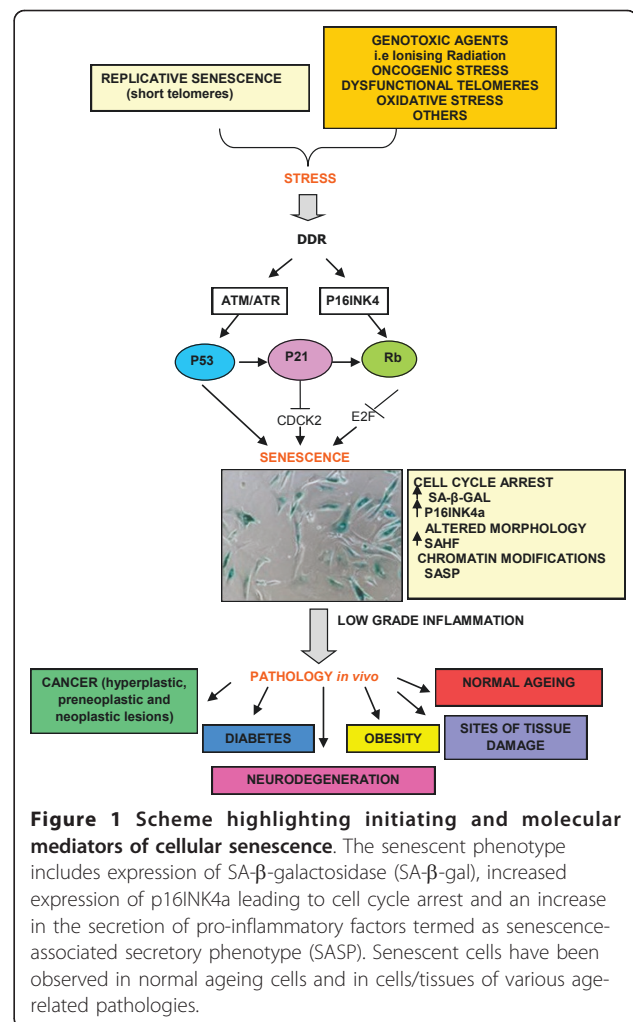 REPLICATIVE SENESCENCE
(short telomeres)
GENOTOXIC AGENTS
i.e Ionising Radiation
ONCOGENIC STRESS
DYSFUNCTIONAL TELOMERES
OXIDATIVE STRESS
OTHERS
STRESS
DDR
ATM/ATR
P16INK4
P53
P21
Rb
CDCK2
E2F
SENESCENCE
CELL CYCLE ARREST
SA-β-GAL
P16INK4a
ALTERED MORPHOLOGY
SAHF
CHROMATIN MODIFICATIONS
SASP
LOW GRADE INFLAMMATION
PATHOLOGY in vivo
CANCER (hyperplastic,
preneoplastic and
neoplastic lesions)
NORMAL AGEING
DIABETES
OBESITY
SITES OF TISSUE
DAMAGE
NEURODEGENERATION
Figure 1 Scheme highlighting initiating and molecular
mediators of cellular senescence. The senescent phenotype
includes expression of SA-β-galactosidase (SA-β-gal), increased
expression of p16INK4a leading to cell cycle arrest and an increase
in the secretion of pro-inflammatory factors termed as senescence-
associated secretory phenotype (SASP). Senescent cells have been
observed in normal ageing cells and in cells/tissues of various age-
related pathologies.